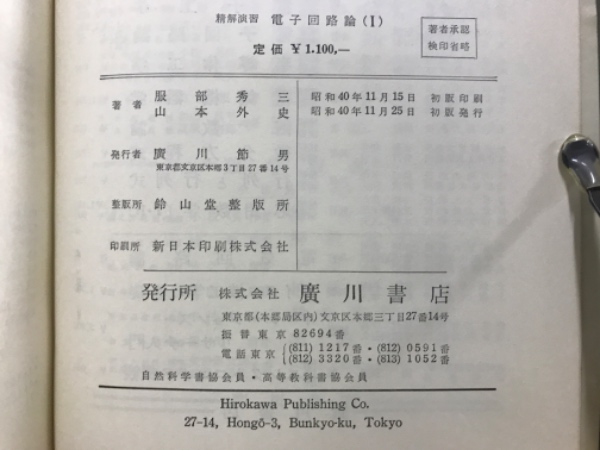 精解演習 電子回路論(I)
定価 ¥1.100,—
著者承認
検印省略
著者 服部秀三
山本外史
昭和40年11月15日 初版印刷
昭和40年11月25日 初版発行
発行者 廣川節男
東京都文京区本郷3丁目27番14号
整版所 鈴山堂整版所
印刷所 新日本印刷株式会社
発行所 株式会社 廣川書店
東京都(本郷局区内)文京区本郷三丁目27番14号
振替東京 82694番
電話東京 (811) 1217番・(812) 0591番
(812) 3320番・(813) 1052番
自然科学書協会員・高等教科書協会員
Hirokawa Publishing Co.
27-14, Hongō-3, Bunkyo-ku, Tokyo